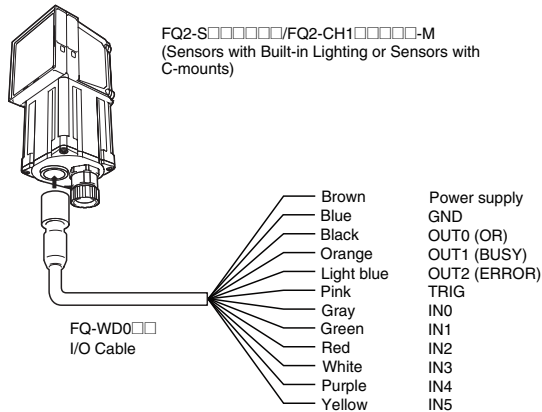 FQ2-S□□□□□□/FQ2-CH1□□□□□-M
(Sensors with Built-in Lighting or Sensors with
C-mounts)
Brown Power supply
Blue GND
Black OUT0 (OR)
Orange OUT1 (BUSY)
Light blue OUT2 (ERROR)
Pink TRIG
Gray IN0
Green IN1
Red IN2
White IN3
Purple IN4
Yellow IN5
FQ-WD0□□
I/O Cable